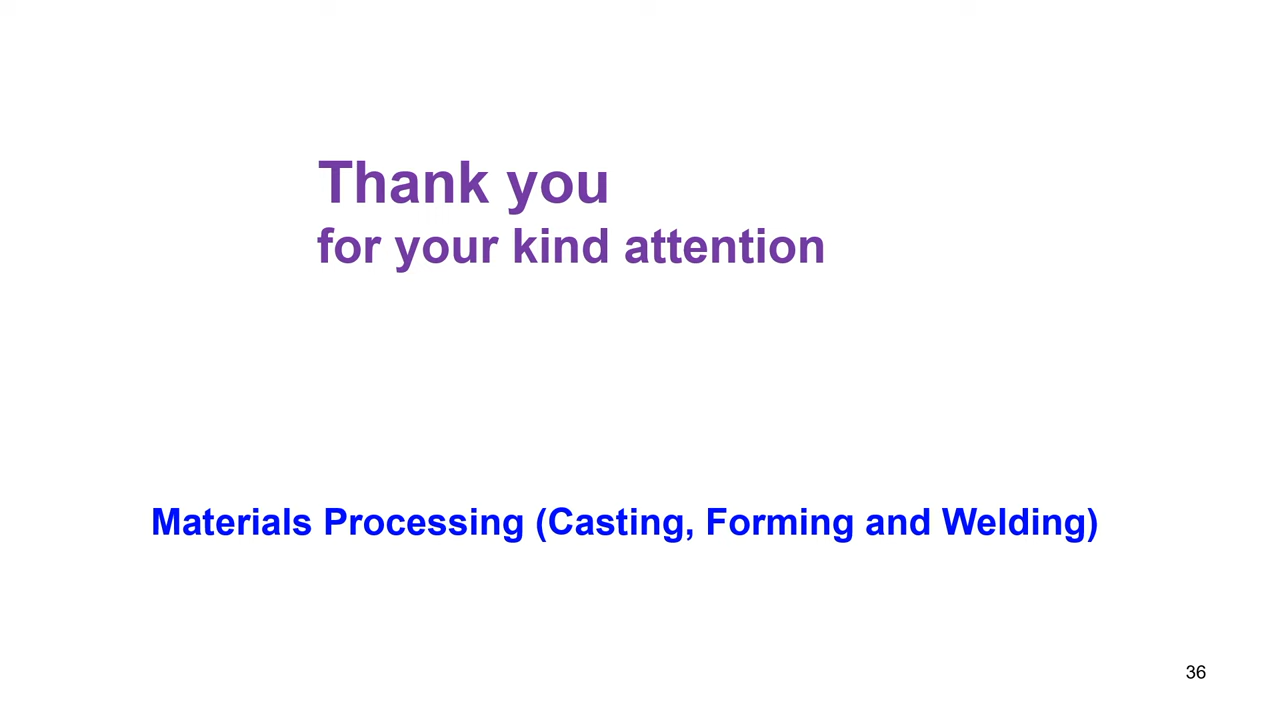 Thank you
for your kind attention
Materials Processing (Casting, Forming and Welding)
36